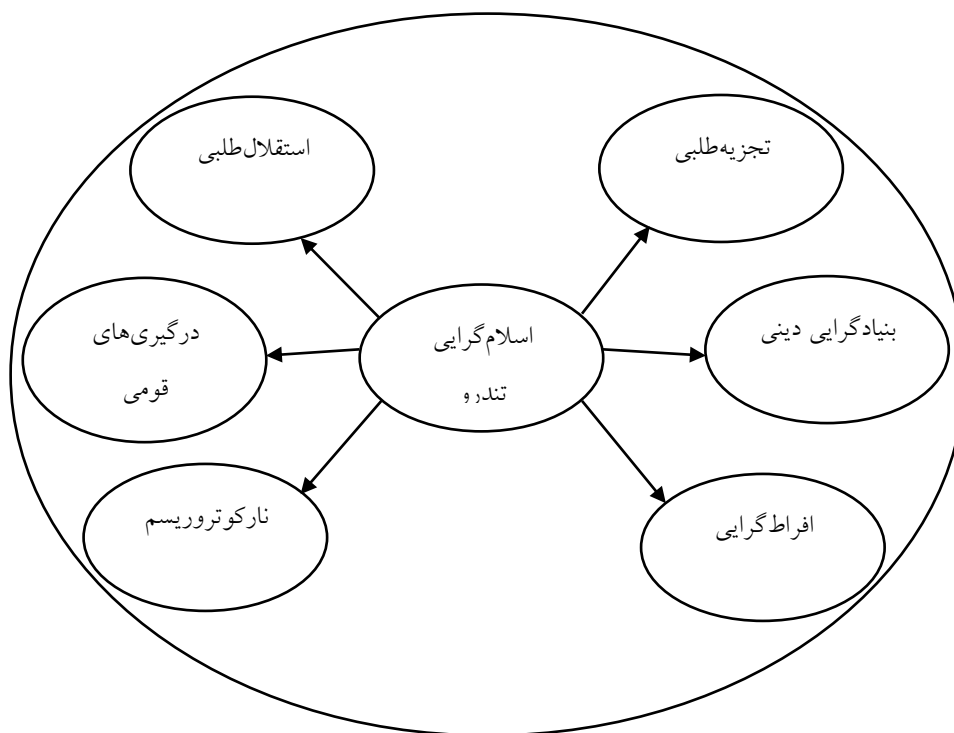 تجزیه‌طلبی
استقلال‌طلبی
بنیادگرایی دینی
اسلام‌گرایی
تندرو
درگیری‌های
قومی
افراط‌گرایی
نارکوتروریسم